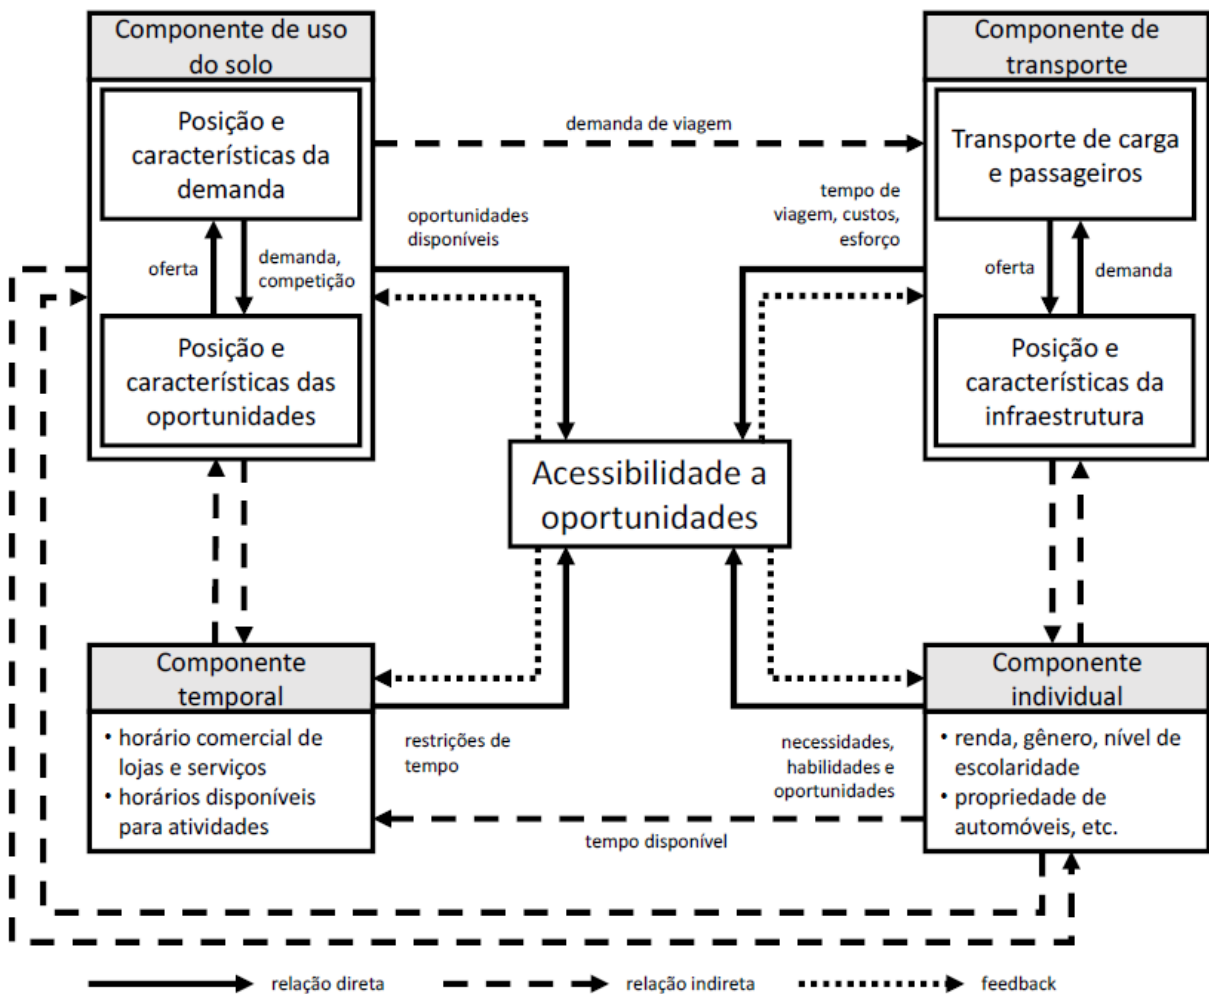 Componente de uso
do solo
Posição e
características da
demanda
oferta
demanda,
competição
Posição e
características das
oportunidades
demanda de viagem
oportunidades
disponíveis
tempo de
viagem, custos,
esforço
Componente de
transporte
Transporte de carga
e passageiros
oferta
demanda
Posição e
características da
infraestrutura
Acessibilidade a
oportunidades
Componente
temporal
• horário comercial de
lojas e serviços
• horários disponíveis
para atividades
restrições de
tempo
necessidades,
habilidades e
oportunidades
tempo disponível
Componente
individual
• renda, gênero, nível de
escolaridade
• propriedade de
automóveis, etc.
relação direta
relação indireta
feedback